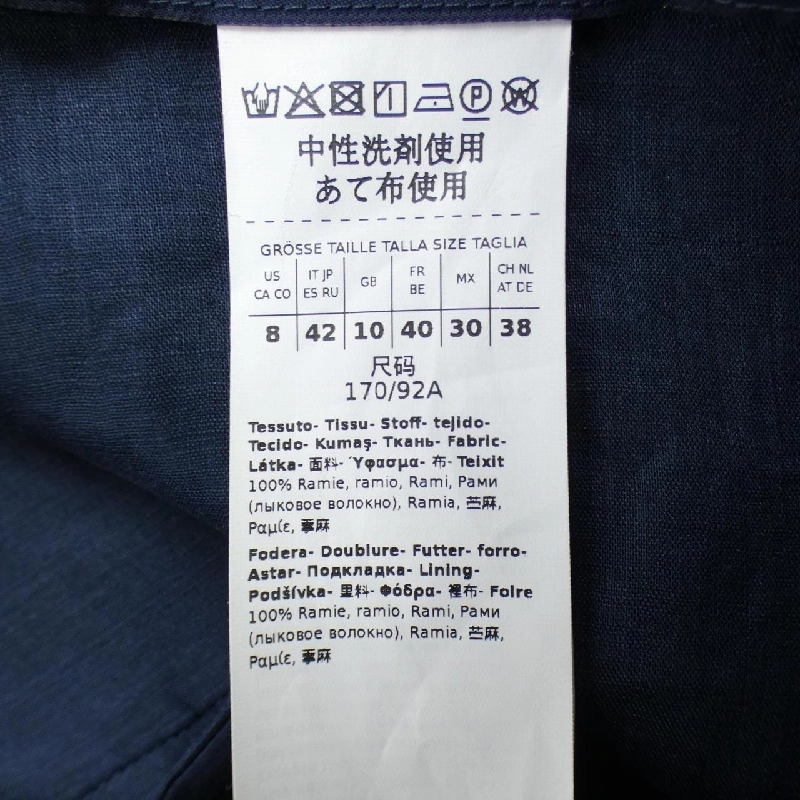 中性洗剤使用
あて布使用
GRÖSSE TAILLE TALLA SIZE TAGLIA
US CA CO IT JP ES RU GB FR BE MX CH NL AT DE
8 42 10 40 30 38
尺码
170/92A
Tessuto- Tissu- Stoff- tejido-
Tecido- Kumaş- Ткань- Fabric-
Látka- 面料- Ύφασμα- 布- Teixit
100% Ramie, ramio, Rami, Рами
(лыковое волокно), Ramia, 苎麻,
Ραμίε, 苧麻
Fodera- Doublure- Futter- forro-
Astar- Подкладка- Lining-
Podšívka- 里料- Φόδρα- 裡布- Folre
100% Ramie, ramio, Rami, Рами
(лыковое волокно), Ramia, 苎麻,
Ραμίε, 苧麻